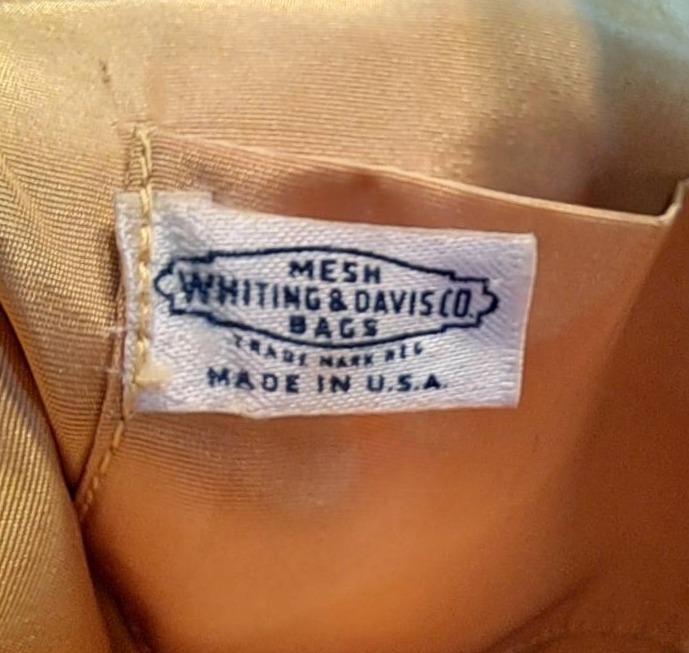 MESH
WHITING & DAVIS CO.
BAGS
TRADE MARK REG
MADE IN U.S.A.